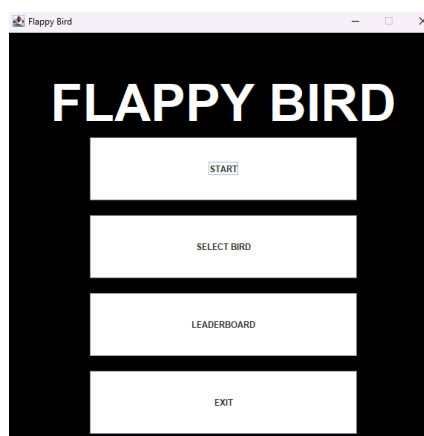 Flappy Bird
FLAPPY BIRD
START
SELECT BIRD
LEADERBOARD
EXIT